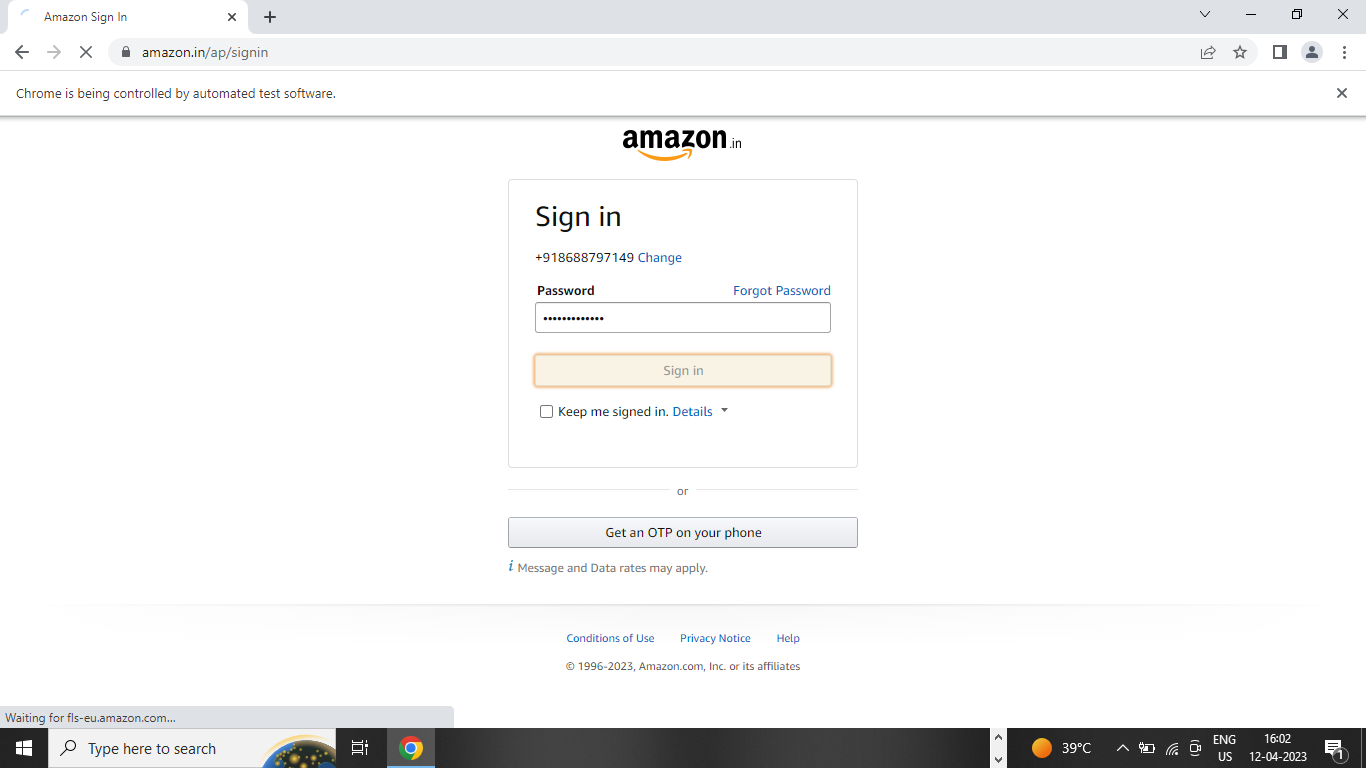 Amazon Sign In
amazon.in/ap/signin
Chrome is being controlled by automated test software.
amazon.in
Sign in
+918688797149 Change
Password Forgot Password
•••••••••••••
Sign in
Keep me signed in. Details
or
Get an OTP on your phone
i Message and Data rates may apply.
Conditions of Use Privacy Notice Help
© 1996-2023, Amazon.com, Inc. or its affiliates
Waiting for fls-eu.amazon.com...
Type here to search
39°C
ENG
US
16:02
12-04-2023
1